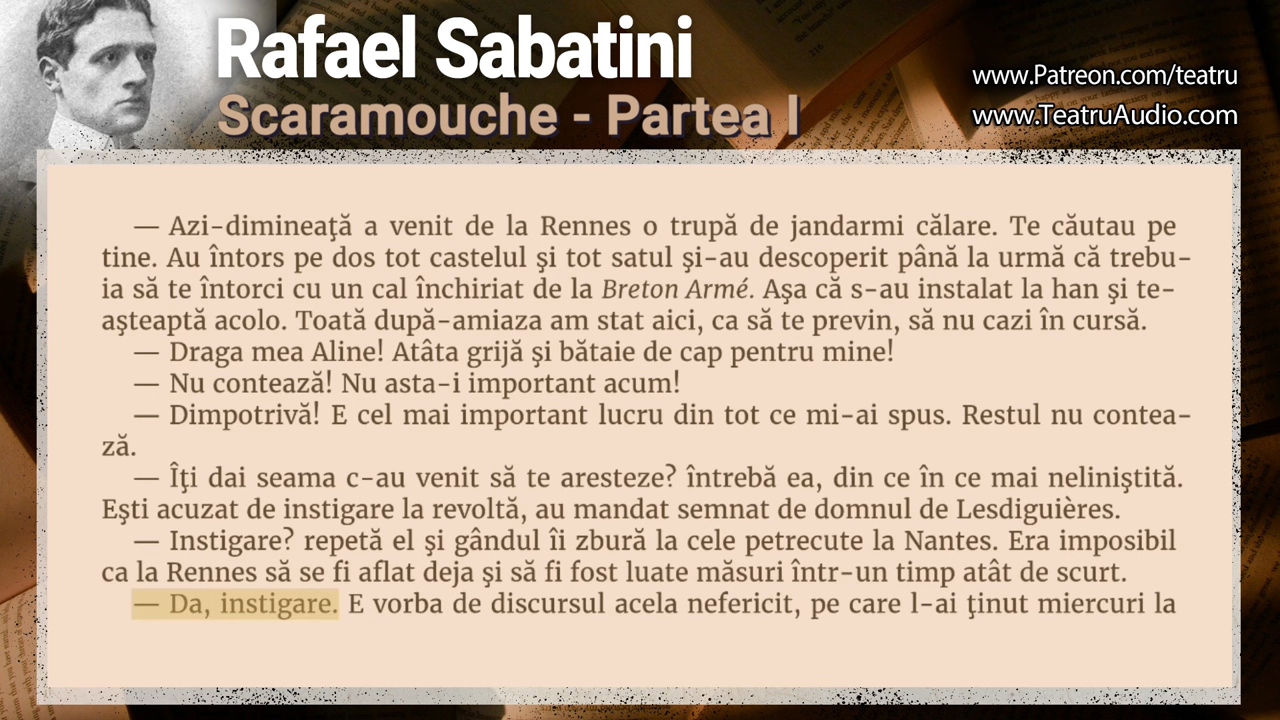 Rafael Sabatini
Scaramouche - Partea I
www.Patreon.com/teatru
www.TeatruAudio.com
— Azi-dimineaţă a venit de la Rennes o trupă de jandarmi călare. Te căutau pe
tine. Au întors pe dos tot castelul şi tot satul şi-au descoperit până la urmă că trebu-
ia să te întorci cu un cal închiriat de la Breton Armé. Aşa că s-au instalat la han şi te-
aşteaptă acolo. Toată după-amiaza am stat aici, ca să te previn, să nu cazi în cursă.
— Draga mea Aline! Atâta grijă şi bătaie de cap pentru mine!
— Nu contează! Nu asta-i important acum!
— Dimpotrivă! E cel mai important lucru din tot ce mi-ai spus. Restul nu contea-
ză.
— Îţi dai seama c-au venit să te aresteze? întrebă ea, din ce în ce mai neliniştită.
Eşti acuzat de instigare la revoltă, au mandat semnat de domnul de Lesdiguières.
— Instigare? repetă el şi gândul îi zbură la cele petrecute la Nantes. Era imposibil
ca la Rennes să se fi aflat deja şi să fi fost luate măsuri într-un timp atât de scurt.
— Da, instigare. E vorba de discursul acela nefericit, pe care l-ai ţinut miercuri la